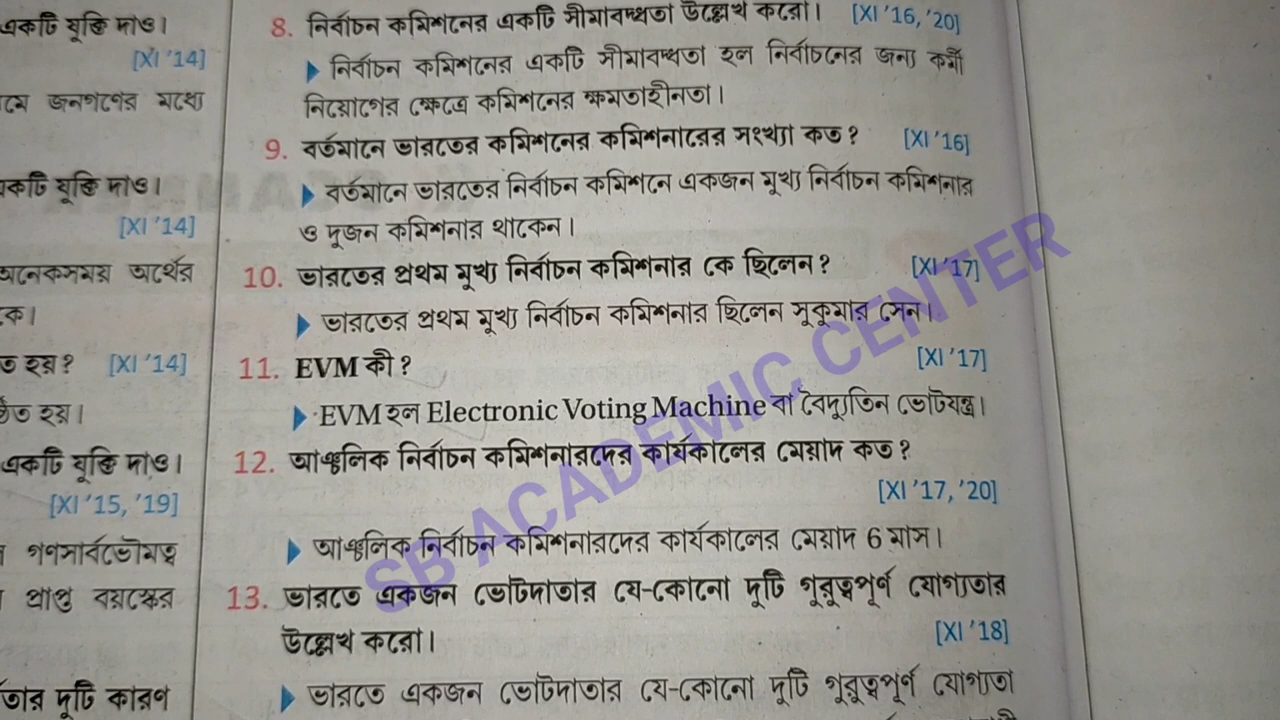 একটি যুক্তি দাও।
[XI '14]
জনগণের মধ্যে
একটি যুক্তি দাও।
[XI '14]
অনেকসময় অর্থের
কে।
ত হয়? [XI '14]
হয়।
একটি যুক্তি দাও।
[XI '15, '19]
গণসার্বভৌমত্ব
প্রাপ্ত বয়স্কের
তার দুটি কারণ
8. নির্বাচন কমিশনের একটি সীমাবদ্ধতা উল্লেখ করো। [XI '16, '20]
নির্বাচন কমিশনের একটি সীমাবদ্ধতা হল নির্বাচনের জন্য কর্মী
নিয়োগের ক্ষেত্রে কমিশনের ক্ষমতাহীনতা।
9. বর্তমানে ভারতের কমিশনের কমিশনারের সংখ্যা কত? [XI '16]
বর্তমানে ভারতের নির্বাচন কমিশনে একজন মুখ্য নির্বাচন কমিশনার
ও দুজন কমিশনার থাকেন।
10. ভারতের প্রথম মুখ্য নির্বাচন কমিশনার কে ছিলেন? [XI '17]
ভারতের প্রথম মুখ্য নির্বাচন কমিশনার ছিলেন সুকুমার সেন।
11. EVM কী? [XI '17]
EVM হল Electronic Voting Machine বা বৈদ্যুতিন ভোটযন্ত্র।
12. আঞ্চলিক নির্বাচন কমিশনারদের কার্যকালের মেয়াদ কত?
[XI '17, '20]
আঞ্চলিক নির্বাচন কমিশনারদের কার্যকালের মেয়াদ 6 মাস।
13. ভারতে একজন ভোটদাতার যে-কোনো দুটি গুরুত্বপূর্ণ যোগ্যতার
উল্লেখ করো। [XI '18]
ভারতে একজন ভোটদাতার যে-কোনো দুটি গুরুত্বপূর্ণ যোগ্যতা
SB ACADEMIC CENTER